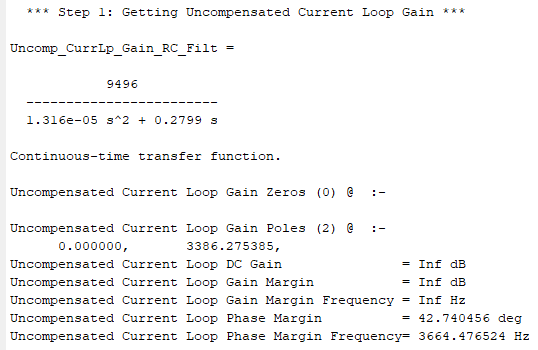 *** Step 1: Getting Uncompensated Current Loop Gain ***
Uncomp_CurrLp_Gain_RC_Filt =
9496
-------------------------
1.316e-05 s^2 + 0.2799 s
Continuous-time transfer function.
Uncompensated Current Loop Gain Zeros (0) @  :-
Uncompensated Current Loop Gain Poles (2) @  :-
0.000000,       3386.275385,
Uncompensated Current Loop DC Gain               = Inf dB
Uncompensated Current Loop Gain Margin           = Inf dB
Uncompensated Current Loop Gain Margin Frequency = Inf Hz
Uncompensated Current Loop Phase Margin          = 42.740456 deg
Uncompensated Current Loop Phase Margin Frequency= 3664.476524 Hz